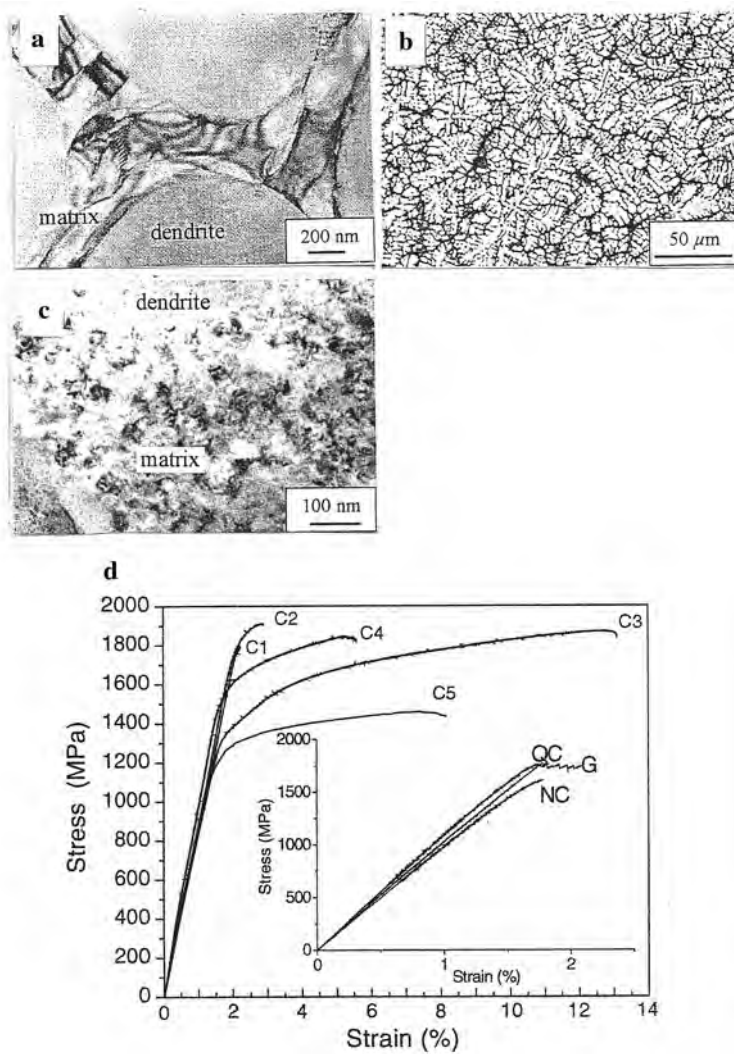 a
matrix
dendrite
200 nm
b
50 μm
c
dendrite
matrix
100 nm
d
2000
1800
1600
1400
1200
1000
800
600
400
200
0
Stress (MPa)
C2
C1
C4
C3
C5
2000
1500
1000
500
0
Stress (MPa)
QC
G
NC
0 1 2
Strain (%)
0 2 4 6 8 10 12 14
Strain (%)